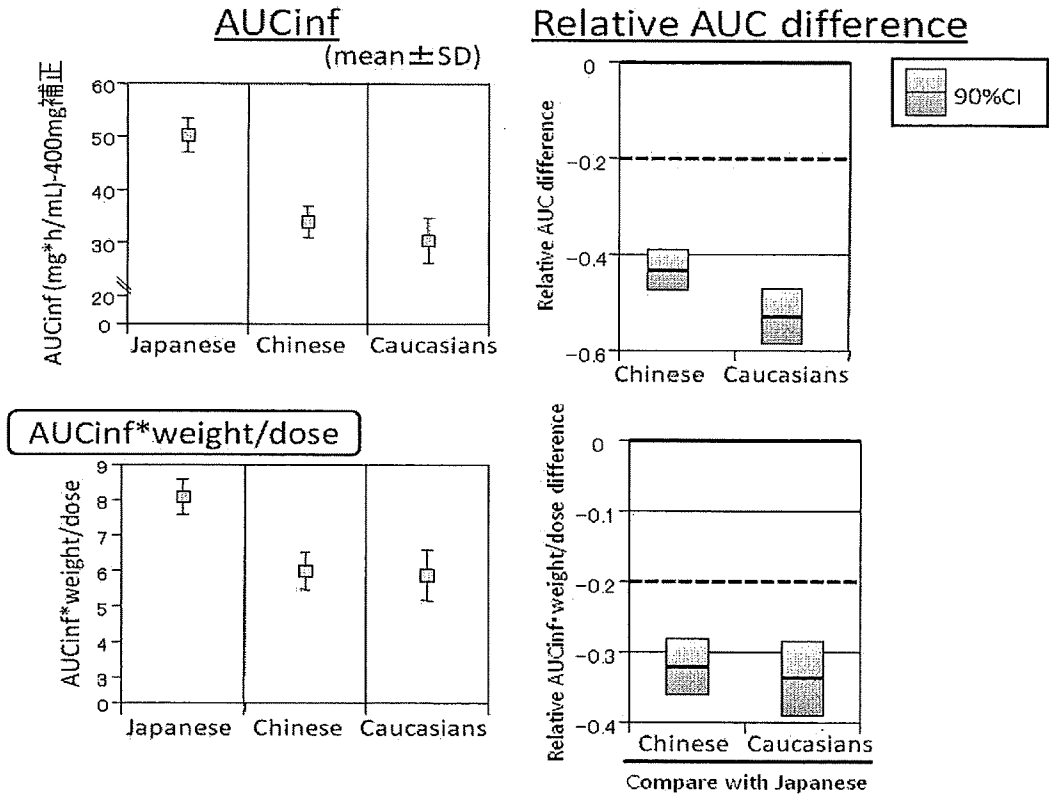 AUCinf
(mean±SD)
AUCinf (mg*h/mL)-400mg補正
60
50
40
30
20
0
Japanese
Chinese
Caucasians
Relative AUC difference
Relative AUC difference
0
−0.2
−0.4
−0.6
Chinese
Caucasians
90%CI
AUCinf*weight/dose
AUCinf*weight/dose
9
8
7
6
5
4
3
0
Japanese
Chinese
Caucasians
Relative AUCinf*weight/dose difference
0
−0.1
−0.2
−0.3
−0.4
Chinese
Caucasians
Compare with Japanese